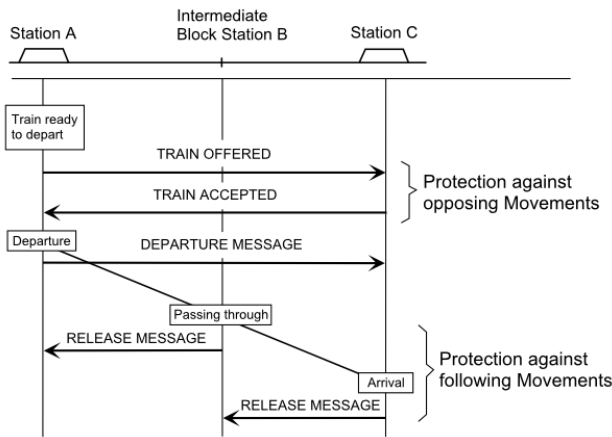 Station A
Intermediate
Block Station B
Station C
Train ready
to depart
TRAIN OFFERED
TRAIN ACCEPTED
Protection against
opposing Movements
Departure
DEPARTURE MESSAGE
Passing through
RELEASE MESSAGE
Protection against
following Movements
Arrival
RELEASE MESSAGE